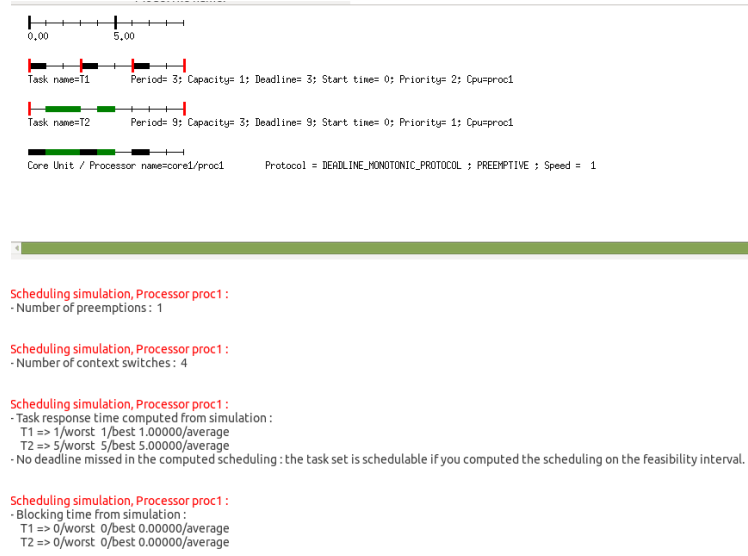 0.00 5.00
Task name=T1 Period= 3; Capacity= 1; Deadline= 3; Start time= 0; Priority= 2; Cpu=proc1
Task name=T2 Period= 9; Capacity= 3; Deadline= 9; Start time= 0; Priority= 1; Cpu=proc1
Core Unit / Processor name=core1/proc1 Protocol = DEADLINE_MONOTONIC_PROTOCOL ; PREEMPTIVE ; Speed = 1
Scheduling simulation, Processor proc1 :
- Number of preemptions : 1
Scheduling simulation, Processor proc1 :
- Number of context switches : 4
Scheduling simulation, Processor proc1 :
- Task response time computed from simulation :
T1 => 1/worst 1/best 1.00000/average
T2 => 5/worst 5/best 5.00000/average
- No deadline missed in the computed scheduling : the task set is schedulable if you computed the scheduling on the feasibility interval.
Scheduling simulation, Processor proc1 :
- Blocking time from simulation :
T1 => 0/worst 0/best 0.00000/average
T2 => 0/worst 0/best 0.00000/average